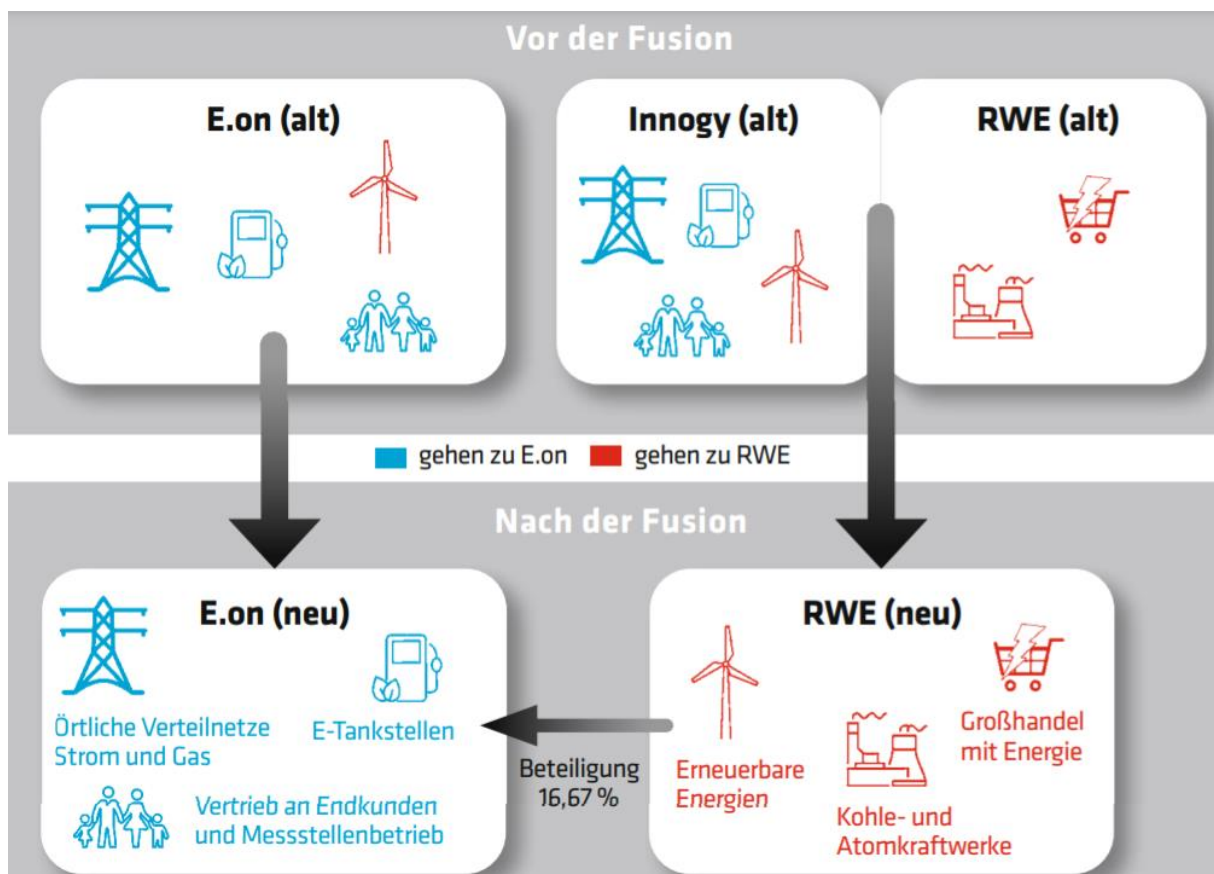 Vor der Fusion
E.on (alt)
Innogy (alt)
RWE (alt)
gehen zu E.on
gehen zu RWE
Nach der Fusion
E.on (neu)
Örtliche Verteilnetze
Strom und Gas
E-Tankstellen
Vertrieb an Endkunden
und Messstellenbetrieb
Beteiligung
16,67 %
RWE (neu)
Erneuerbare
Energien
Großhandel
mit Energie
Kohle- und
Atomkraftwerke